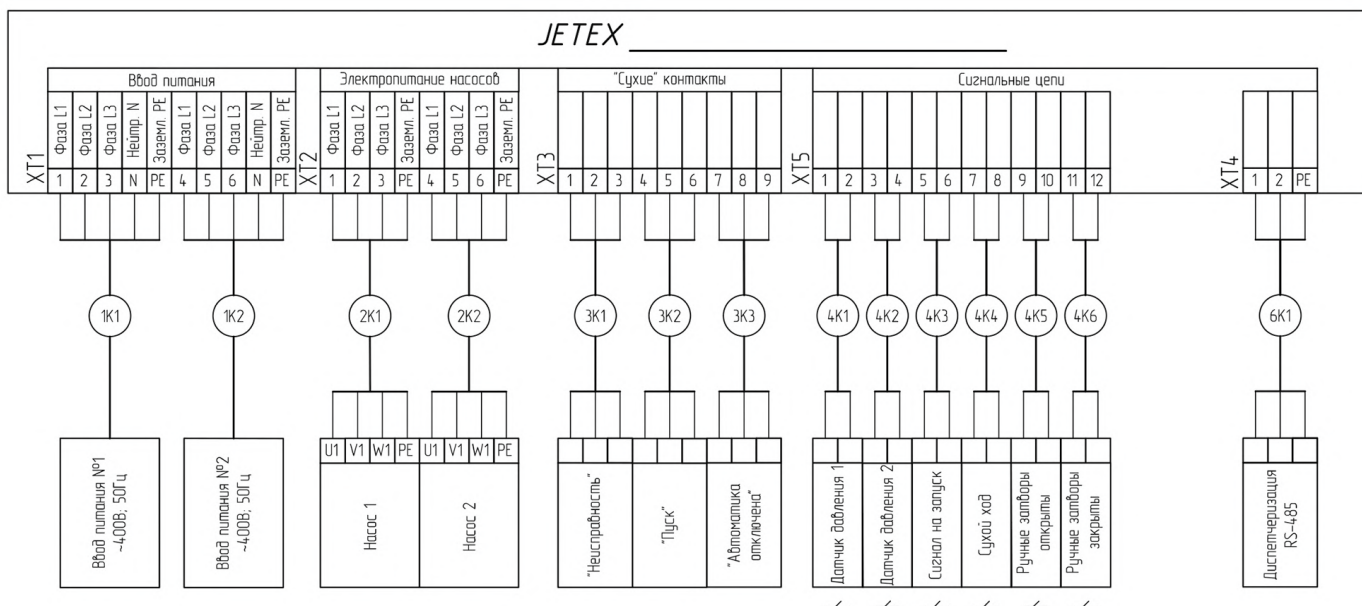 JETEX
Ввод питания
Электропитание насосов
"Сухие" контакты
Сигнальные цепи
XT1
Фаза L1
Фаза L2
Фаза L3
Нейтр. N
Заземл. PE
Фаза L1
Фаза L2
Фаза L3
Нейтр. N
Заземл. PE
XT2
Фаза L1
Фаза L2
Фаза L3
Заземл. PE
Фаза L1
Фаза L2
Фаза L3
Заземл. PE
XT3
XT5
XT4
1 2 3 N PE 4 5 6 N PE
1 2 3 PE 4 5 6 PE
1 2 3 4 5 6 7 8 9
1 2 3 4 5 6 7 8 9 10 11 12
1 2 PE
1K1
1K2
2K1
2K2
3K1
3K2
3K3
4K1
4K2
4K3
4K4
4K5
4K6
6K1
U1 V1 W1 PE U1 V1 W1 PE
Ввод питания №1
~400В; 50Гц
Ввод питания №2
~400В; 50Гц
Насос 1
Насос 2
"Неисправность"
"Пуск"
"Автоматика
отключена"
Датчик давления 1
Датчик давления 2
Сигнал на запуск
Сухой ход
Ручные затворы
открыты
Ручные затворы
закрыты
Диспетчеризация
RS-485